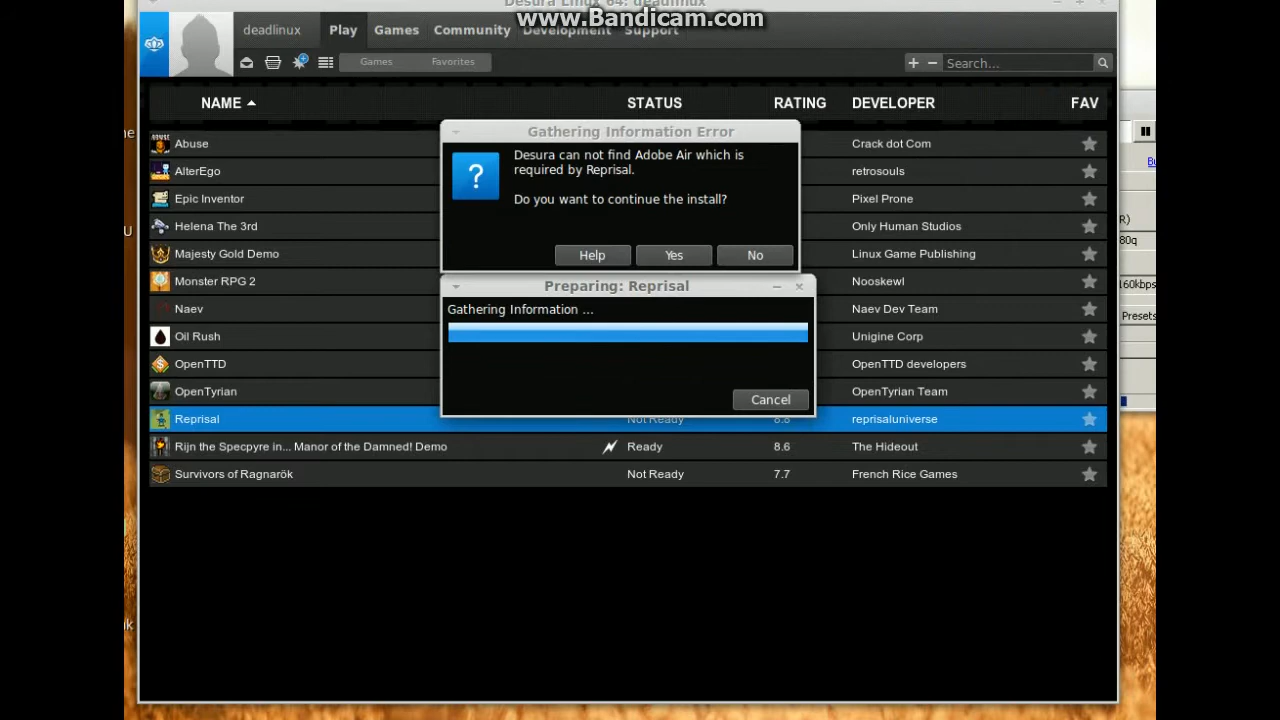 Desura Linux 64: deadlinux
www.Bandicam.com
deadlinux
Play
Games
Community
Development
Support
Games
Favorites
Search...
NAME
STATUS
RATING
DEVELOPER
FAV
Abuse
Crack dot Com
AlterEgo
retrosouls
Epic Inventor
Pixel Prone
Helena The 3rd
Only Human Studios
Majesty Gold Demo
Linux Game Publishing
Monster RPG 2
Nooskewl
Naev
Naev Dev Team
Oil Rush
Unigine Corp
OpenTTD
OpenTTD developers
OpenTyrian
OpenTyrian Team
Reprisal
Not Ready
8.8
reprisaluniverse
Rijn the Specpyre in... Manor of the Damned! Demo
Ready
8.6
The Hideout
Survivors of Ragnarök
Not Ready
7.7
French Rice Games
Gathering Information Error
Desura can not find Adobe Air which is
required by Reprisal.
Do you want to continue the install?
Help
Yes
No
Preparing: Reprisal
Gathering Information ...
Cancel
R)
80q
160kbps
Presets